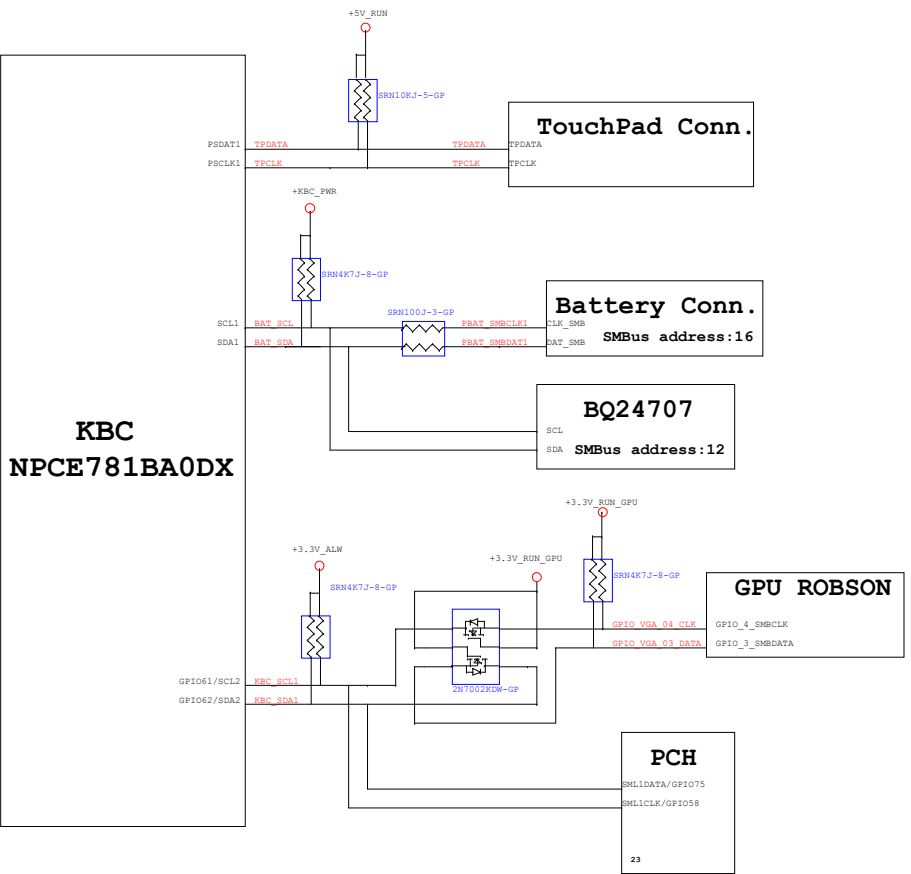 +5V_RUN
SRN10KJ-5-GP
TouchPad Conn.
PSDAT1 TPDATA TPDATA TPDATA
PSCLK1 TPCLK TPCLK TPCLK
+KBC_PWR
SRN4K7J-8-GP
SRN100J-3-GP
Battery Conn.
SCL1 BAT_SCL PBAT_SMBCLK1 CLK_SMB
SMBus address:16
SDA1 BAT_SDA PBAT_SMBDAT1 DAT_SMB
BQ24707
SCL
SDA SMBus address:12
KBC
NPCE781BA0DX
+3.3V_RUN_GPU
+3.3V_ALW
+3.3V_RUN_GPU
SRN4K7J-8-GP
SRN4K7J-8-GP
GPU ROBSON
GPIO_VGA_04_CLK GPIO_4_SMBCLK
GPIO_VGA_03_DATA GPIO_3_SMBDATA
GPIO61/SCL2 KBC_SCL1
2N7002KDW-GP
GPIO62/SDA2 KBC_SDA1
PCH
SML1DATA/GPIO75
SML1CLK/GPIO58
23